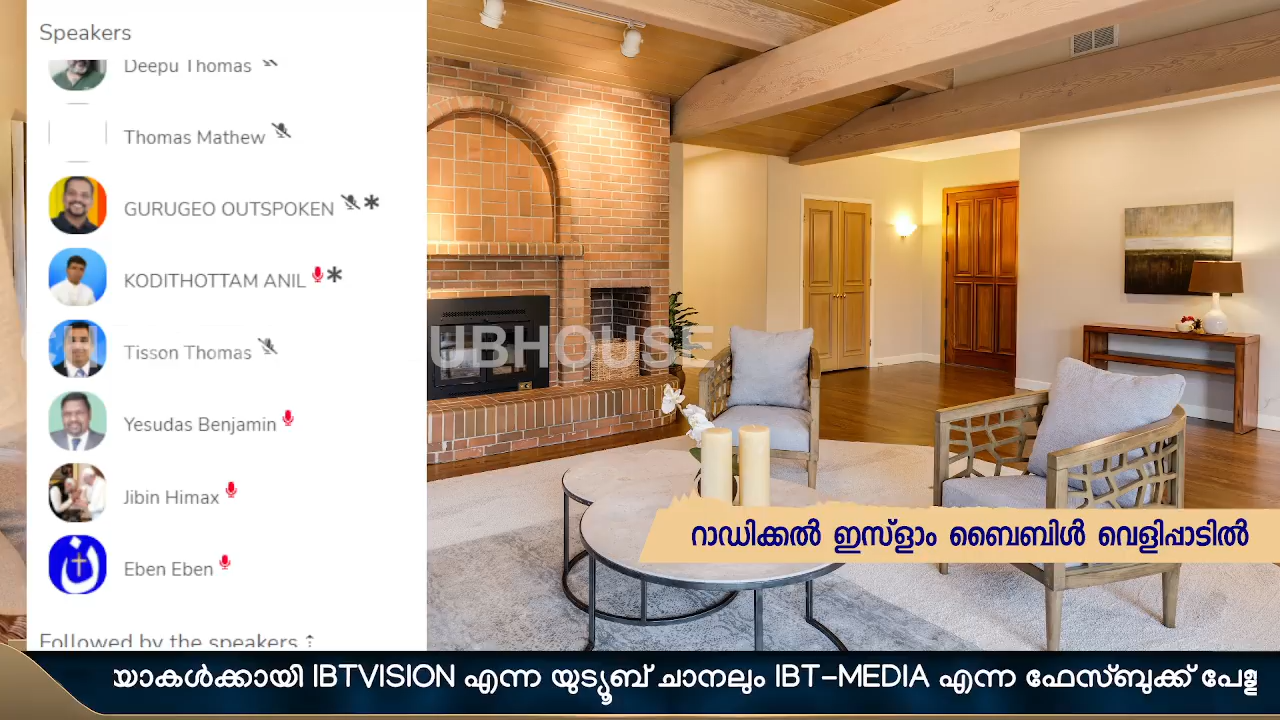 Speakers
Deepu Thomas
Thomas Mathew
GURUGEO OUTSPOKEN
KODITHOTTAM ANIL
Tisson Thomas
Yesudas Benjamin
Jibin Himax
Eben Eben
Followed by the speakers
UBHOUSE
റാഡിക്കൽ ഇസ്ളാം ബൈബിൾ വെളിപ്പാടിൽ
യാകൾക്കായി IBTVISION എന്ന യുട്യൂബ് ചാനലും IBT-MEDIA എന്ന ഫേസ്ബുക്ക്